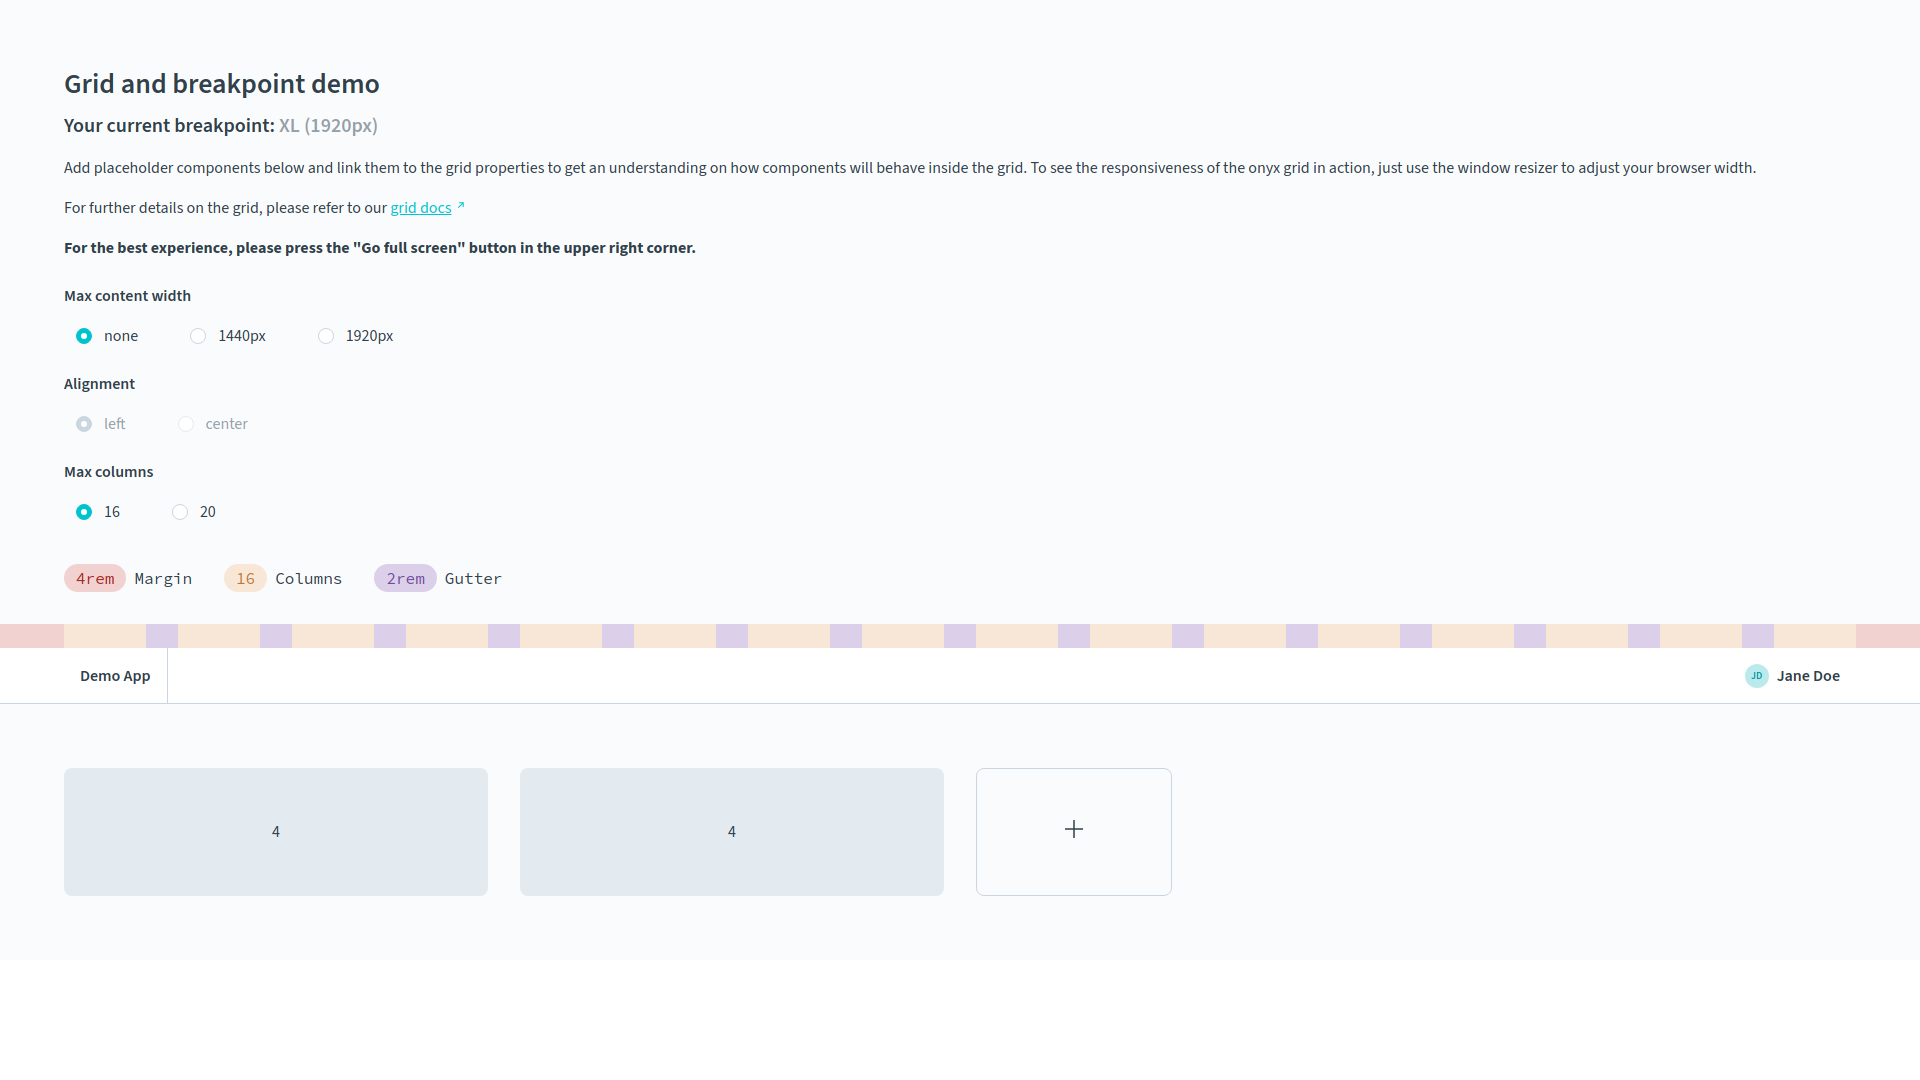 Grid and breakpoint demo
Your current breakpoint: XL (1920px)
Add placeholder components below and link them to the grid properties to get an understanding on how components will behave inside the grid. To see the responsiveness of the onyx grid in action, just use the window resizer to adjust your browser width.
For further details on the grid, please refer to our grid docs
For the best experience, please press the "Go full screen" button in the upper right corner.
Max content width
none 1440px 1920px
Alignment
left center
Max columns
16 20
4rem Margin 16 Columns 2rem Gutter
Demo App JD Jane Doe
4 4